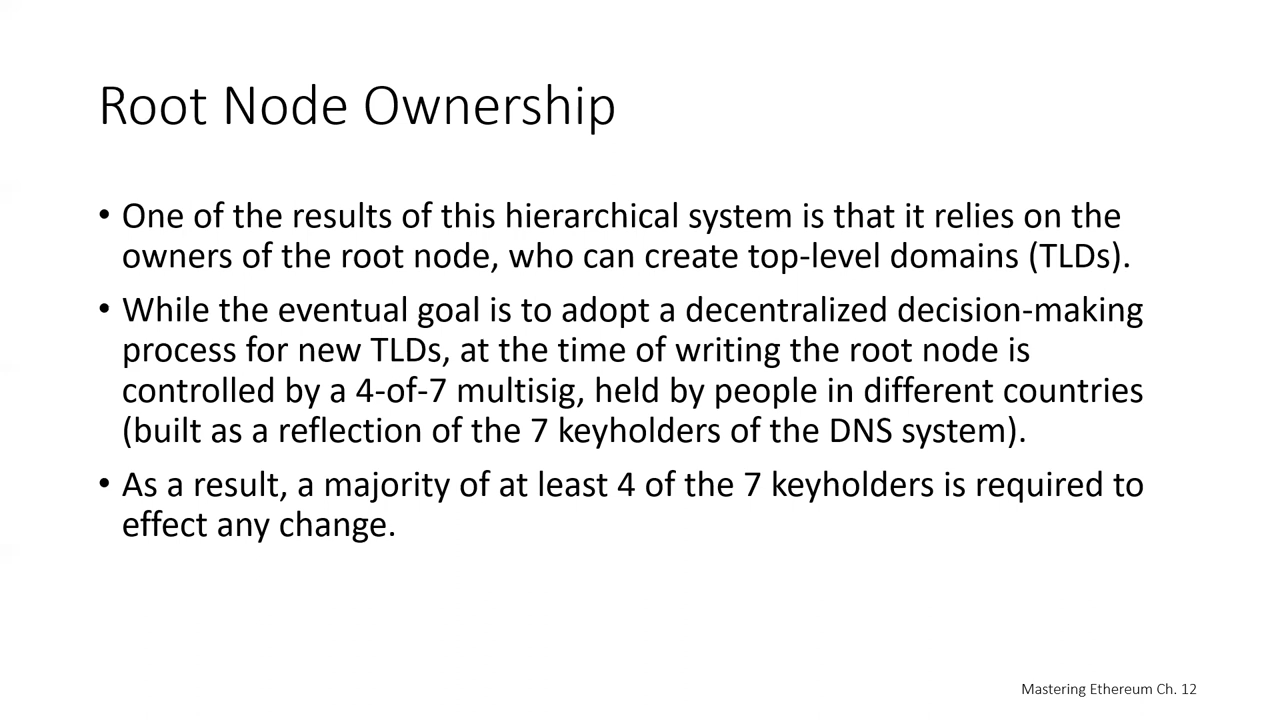 Root Node Ownership
• One of the results of this hierarchical system is that it relies on the
owners of the root node, who can create top-level domains (TLDs).
• While the eventual goal is to adopt a decentralized decision-making
process for new TLDs, at the time of writing the root node is
controlled by a 4-of-7 multisig, held by people in different countries
(built as a reflection of the 7 keyholders of the DNS system).
• As a result, a majority of at least 4 of the 7 keyholders is required to
effect any change.
Mastering Ethereum Ch. 12